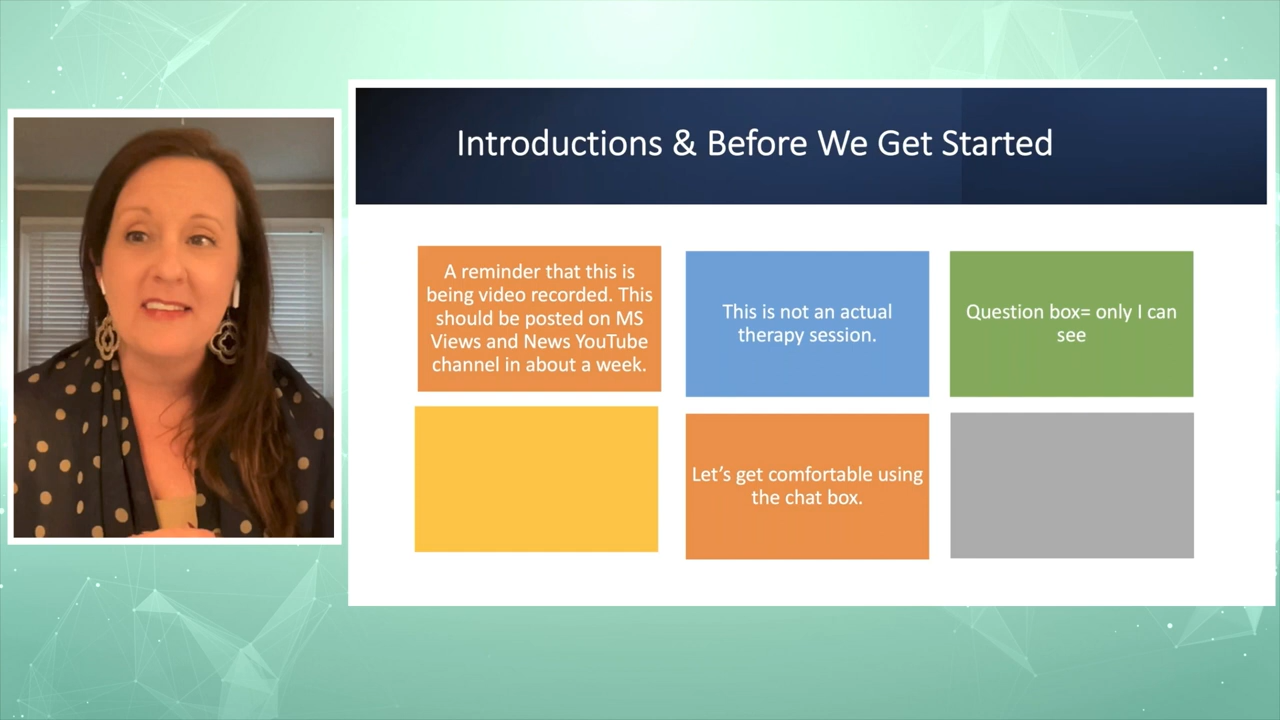 Introductions & Before We Get Started
A reminder that this is
being video recorded. This
should be posted on MS
Views and News YouTube
channel in about a week.
This is not an actual
therapy session.
Question box= only I can
see
Let’s get comfortable using
the chat box.